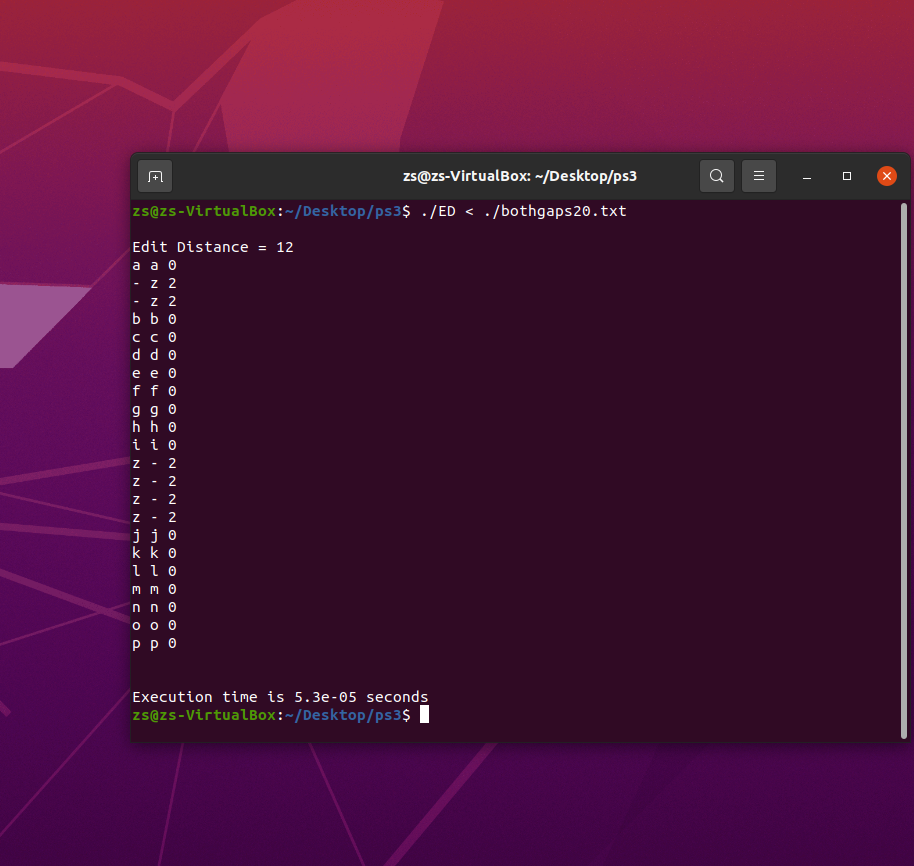 zs@zs-VirtualBox: ~/Desktop/ps3
zs@zs-VirtualBox:~/Desktop/ps3$ ./ED < ./bothgaps20.txt
Edit Distance = 12
a a 0
- z 2
- z 2
b b 0
c c 0
d d 0
e e 0
f f 0
g g 0
h h 0
i i 0
z - 2
z - 2
z - 2
z - 2
j j 0
k k 0
l l 0
m m 0
n n 0
o o 0
p p 0
Execution time is 5.3e-05 seconds
zs@zs-VirtualBox:~/Desktop/ps3$